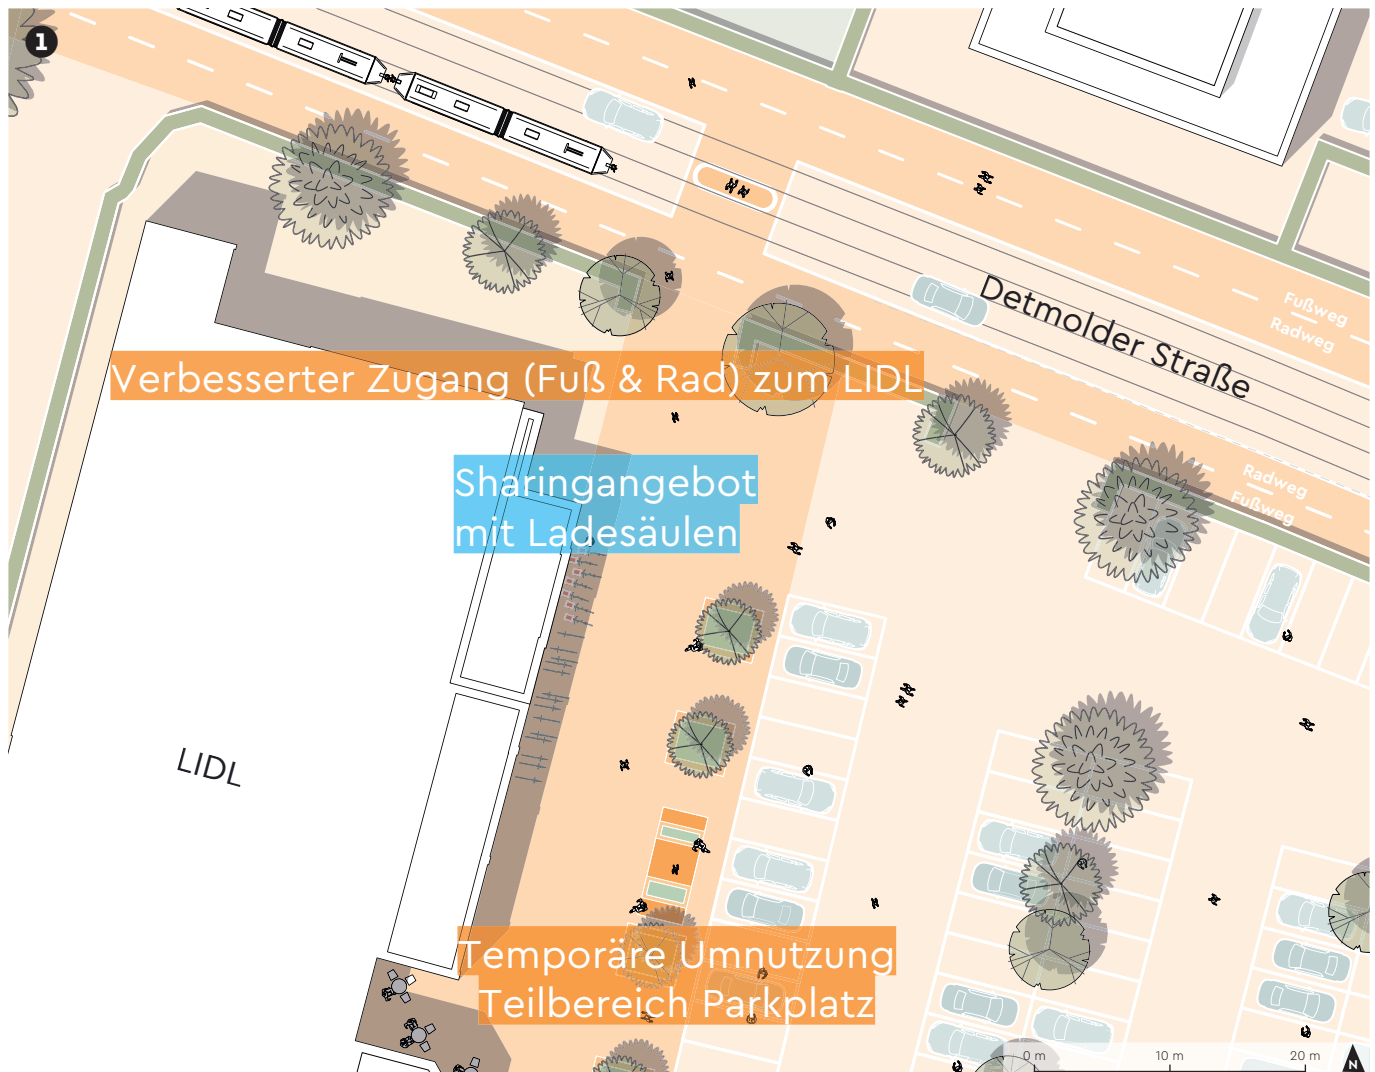 1
Detmolder Straße
Fußweg
Radweg
Verbesserter Zugang (Fuß & Rad) zum LIDL
Sharingangebot
mit Ladesäulen
Radweg
Fußweg
LIDL
Temporäre Umnutzung
Teilbereich Parkplatz
0 m 10 m 20 m
N